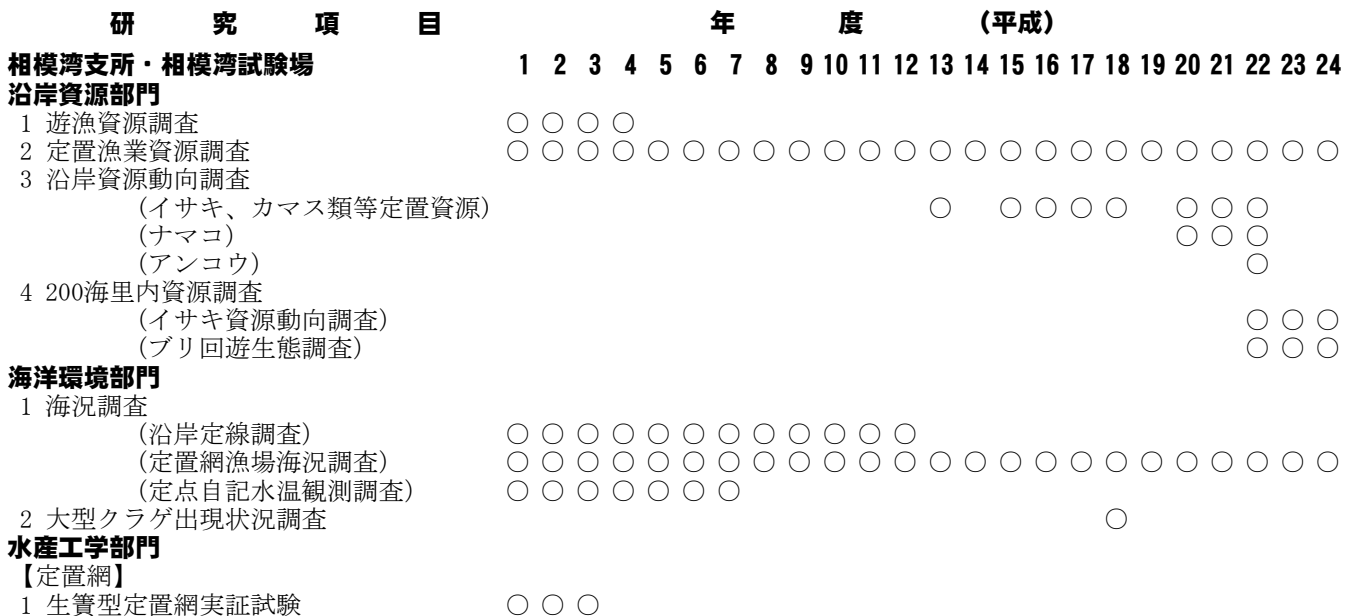 研 究 項 目 年 度 (平成)
相模湾支所・相模湾試験場 1 2 3 4 5 6 7 8 9 10 11 12 13 14 15 16 17 18 19 20 21 22 23 24
沿岸資源部門
1 遊漁資源調査 ○ ○ ○ ○
2 定置漁業資源調査 ○ ○ ○ ○ ○ ○ ○ ○ ○ ○ ○ ○ ○ ○ ○ ○ ○ ○ ○ ○ ○ ○ ○ ○
3 沿岸資源動向調査
(イサキ、カマス類等定置資源) ○ ○ ○ ○ ○ ○ ○ ○
(ナマコ) ○ ○ ○
(アンコウ) ○
4 200海里内資源調査
(イサキ資源動向調査) ○ ○ ○
(ブリ回遊生態調査) ○ ○ ○
海洋環境部門
1 海況調査
(沿岸定線調査) ○ ○ ○ ○ ○ ○ ○ ○ ○ ○ ○ ○
(定置網漁場海況調査) ○ ○ ○ ○ ○ ○ ○ ○ ○ ○ ○ ○ ○ ○ ○ ○ ○ ○ ○ ○ ○ ○ ○ ○
(定点自記水温観測調査) ○ ○ ○ ○ ○ ○ ○
2 大型クラゲ出現状況調査 ○
水産工学部門
【定置網】
1 生簀型定置網実証試験 ○ ○ ○